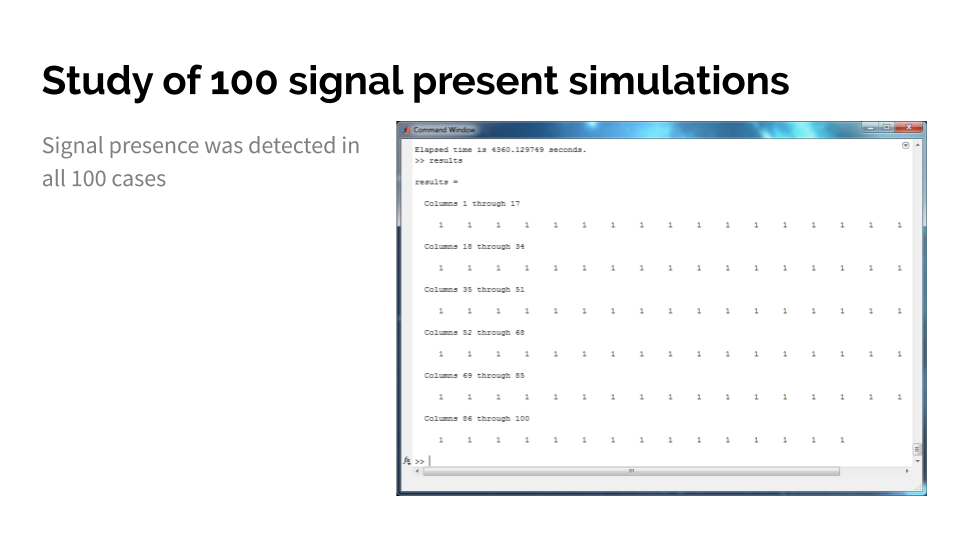 Study of 100 signal present simulations
Signal presence was detected in
all 100 cases
Command Window
Elapsed time is 4360.129749 seconds.
>> results
results =
Columns 1 through 17
1 1 1 1 1 1 1 1 1 1 1 1 1 1 1 1 1
Columns 18 through 34
1 1 1 1 1 1 1 1 1 1 1 1 1 1 1 1 1
Columns 35 through 51
1 1 1 1 1 1 1 1 1 1 1 1 1 1 1 1 1
Columns 52 through 68
1 1 1 1 1 1 1 1 1 1 1 1 1 1 1 1 1
Columns 69 through 85
1 1 1 1 1 1 1 1 1 1 1 1 1 1 1 1 1
Columns 86 through 100
1 1 1 1 1 1 1 1 1 1 1 1 1 1 1
fx >>